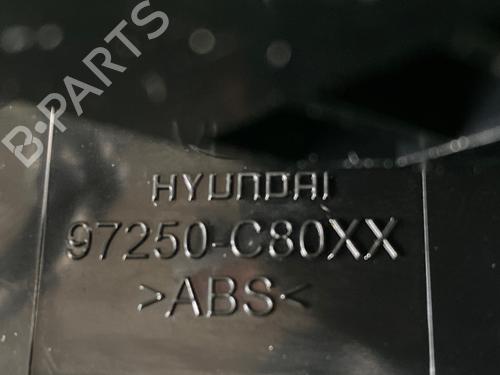 B-PARTS
HYUNDAI
97250-C80XX
>ABS<